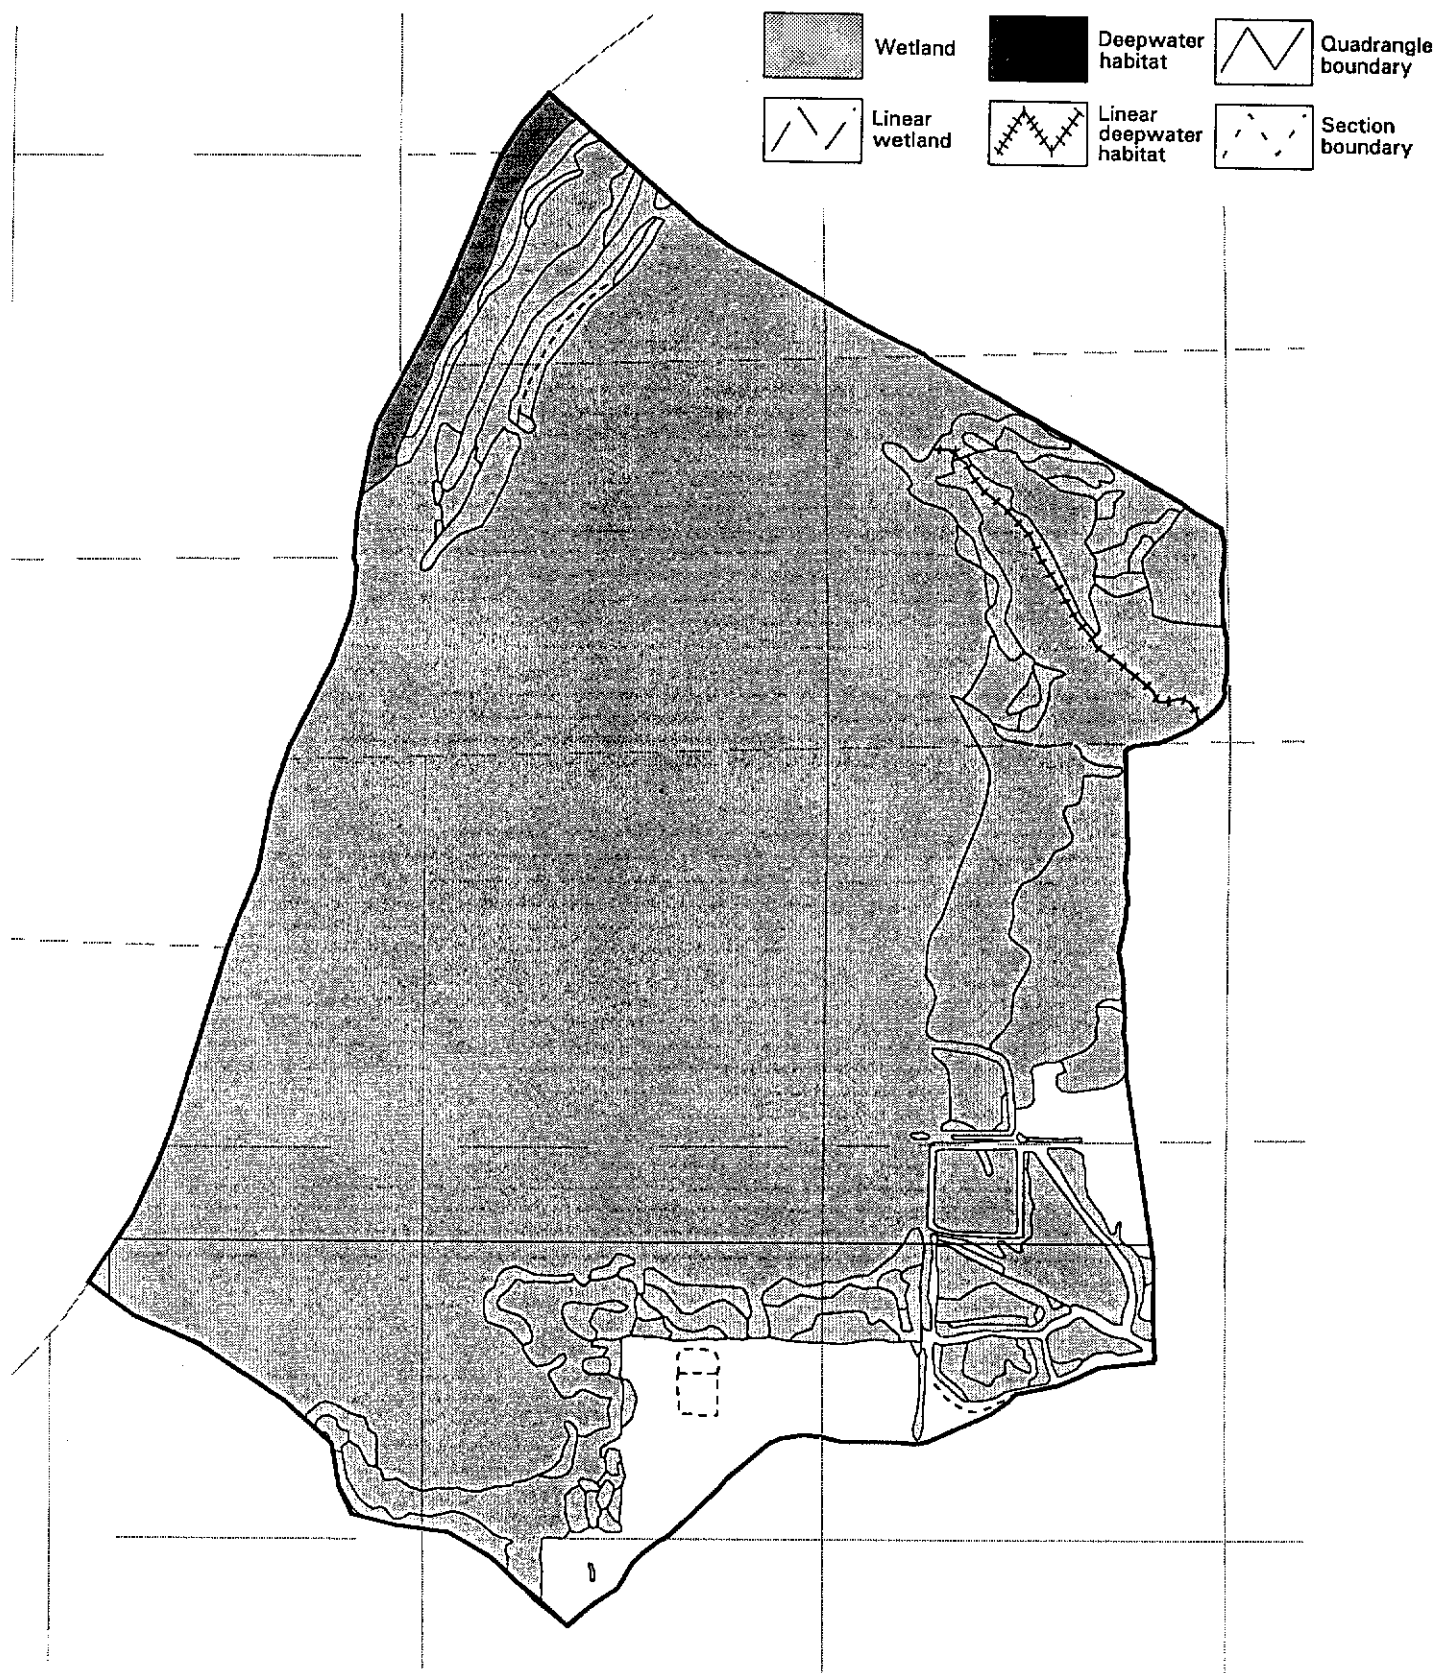 Wetland
Deepwater
habitat
Quadrangle
boundary
Linear
wetland
Linear
deepwater
habitat
Section
boundary